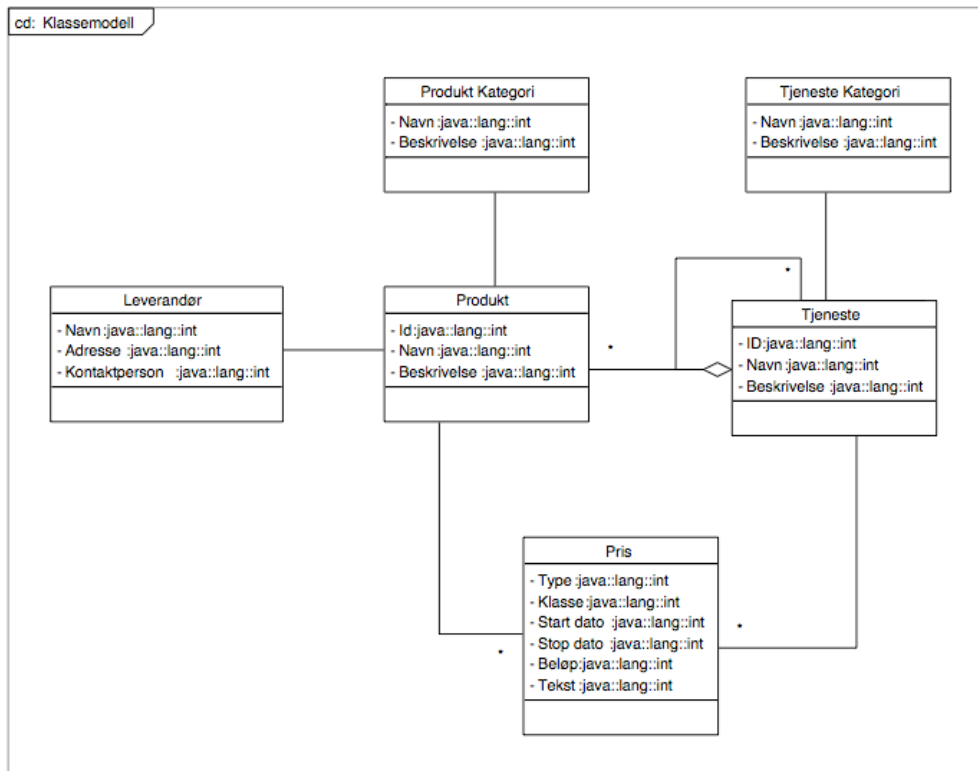 cd: Klassemodell
Produkt Kategori
- Navn :java::lang::int
- Beskrivelse :java::lang::int
Tjeneste Kategori
- Navn :java::lang::int
- Beskrivelse :java::lang::int
Leverandør
- Navn :java::lang::int
- Adresse :java::lang::int
- Kontaktperson :java::lang::int
Produkt
- Id:java::lang::int
- Navn :java::lang::int
- Beskrivelse :java::lang::int
*
*
Tjeneste
- ID:java::lang::int
- Navn :java::lang::int
- Beskrivelse :java::lang::int
Pris
- Type :java::lang::int
- Klasse :java::lang::int
- Start dato :java::lang::int
- Stop dato :java::lang::int
- Beløp:java::lang::int
- Tekst :java::lang::int
*
*